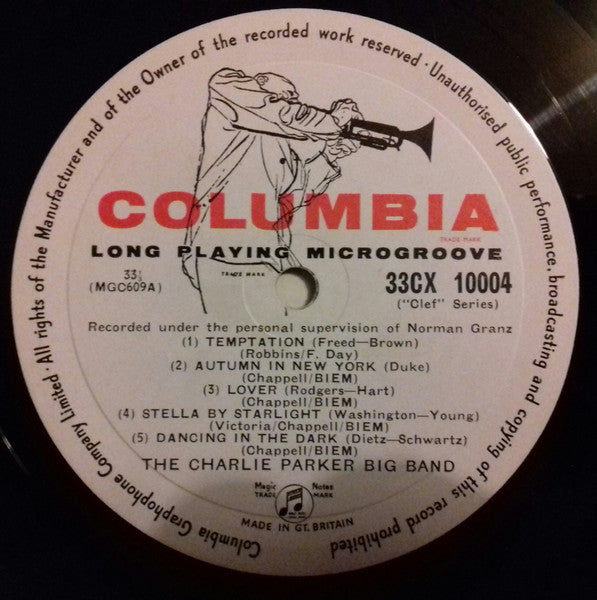 Columbia Graphophone Company Limited · All rights of the Manufacturer and of the Owner of the recorded work reserved · Unauthorised public performance, broadcasting and copying of this record prohibited
COLUMBIA
TRADE MARK
LONG PLAYING MICROGROOVE
TRADE MARK
33⅓
(MGC609A)
33CX 10004
("Clef" Series)
Recorded under the personal supervision of Norman Granz
(1) TEMPTATION (Freed—Brown)
(Robbins/F. Day)
(2) AUTUMN IN NEW YORK (Duke)
(Chappell/BIEM)
(3) LOVER (Rodgers—Hart)
(Chappell/BIEM)
(4) STELLA BY STARLIGHT (Washington—Young)
(Victoria/Chappell/BIEM)
(5) DANCING IN THE DARK (Dietz—Schwartz)
(Chappell/BIEM)
THE CHARLIE PARKER BIG BAND
Magic Notes
TRADE MARK
MADE IN GT. BRITAIN